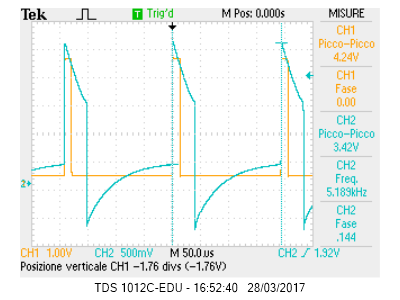 Tek Trig'd M Pos: 0.000s MISURE
CH1
Picco-Picco
4.24V
CH1
Fase
0.00
CH2
Picco-Picco
3.42V
CH2
Freq.
5.189kHz
CH2
Fase
.144
2
CH1 1.00V CH2 500mV M 50.0µs CH2 / 1.92V
Posizione verticale CH1 -1.76 divs (-1.76V)
TDS 1012C-EDU - 16:52:40 28/03/2017